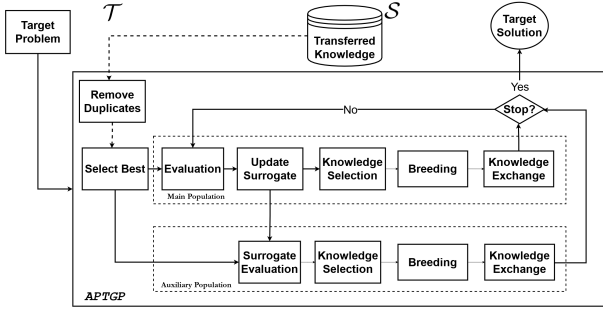 Target
Problem
𝒯
𝒮
Transferred
Knowledge
Target
Solution
Remove
Duplicates
Yes
Stop?
No
Select Best
Evaluation
Update
Surrogate
Knowledge
Selection
Breeding
Knowledge
Exchange
Main Population
Surrogate
Evaluation
Knowledge
Selection
Breeding
Knowledge
Exchange
Auxiliary Population
APTGP